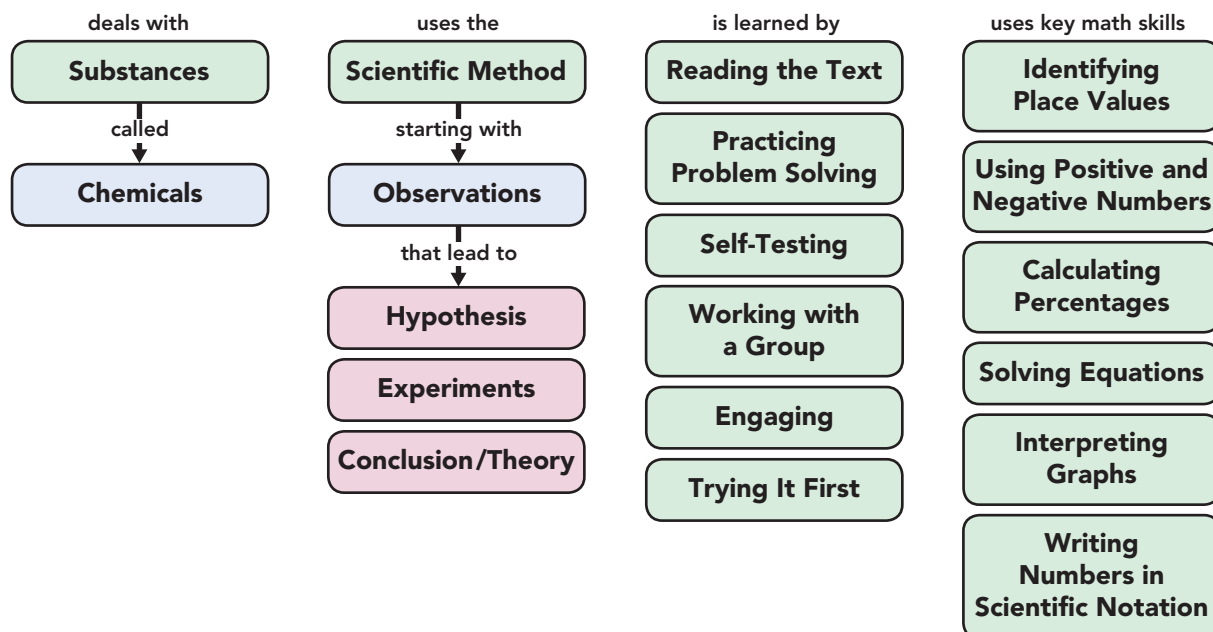 deals with
Substances
called
Chemicals
uses the
Scientific Method
starting with
Observations
that lead to
Hypothesis
Experiments
Conclusion/Theory
is learned by
Reading the Text
Practicing
Problem Solving
Self-Testing
Working with
a Group
Engaging
Trying It First
uses key math skills
Identifying
Place Values
Using Positive and
Negative Numbers
Calculating
Percentages
Solving Equations
Interpreting
Graphs
Writing
Numbers in
Scientific Notation